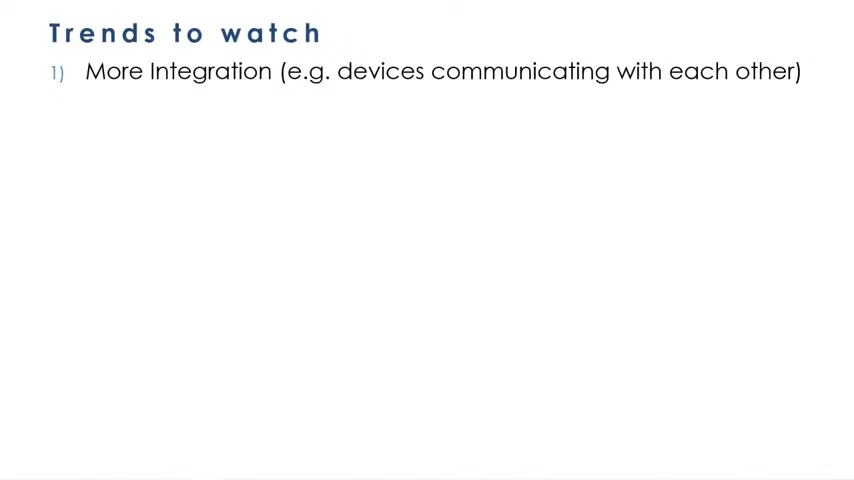 Trends to watch
1) More Integration (e.g. devices communicating with each other)